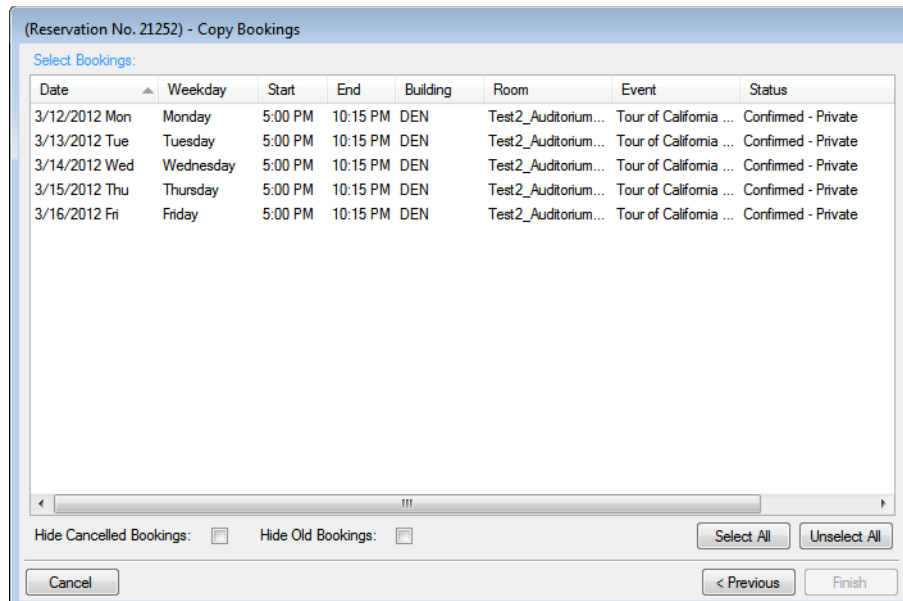 (Reservation No. 21252) - Copy Bookings
Select Bookings:
Date Weekday Start End Building Room Event Status
3/12/2012 Mon Monday 5:00 PM 10:15 PM DEN Test2_Auditorium... Tour of California ... Confirmed - Private
3/13/2012 Tue Tuesday 5:00 PM 10:15 PM DEN Test2_Auditorium... Tour of California ... Confirmed - Private
3/14/2012 Wed Wednesday 5:00 PM 10:15 PM DEN Test2_Auditorium... Tour of California ... Confirmed - Private
3/15/2012 Thu Thursday 5:00 PM 10:15 PM DEN Test2_Auditorium... Tour of California ... Confirmed - Private
3/16/2012 Fri Friday 5:00 PM 10:15 PM DEN Test2_Auditorium... Tour of California ... Confirmed - Private
Hide Cancelled Bookings: Hide Old Bookings: Select All Unselect All
Cancel < Previous Finish